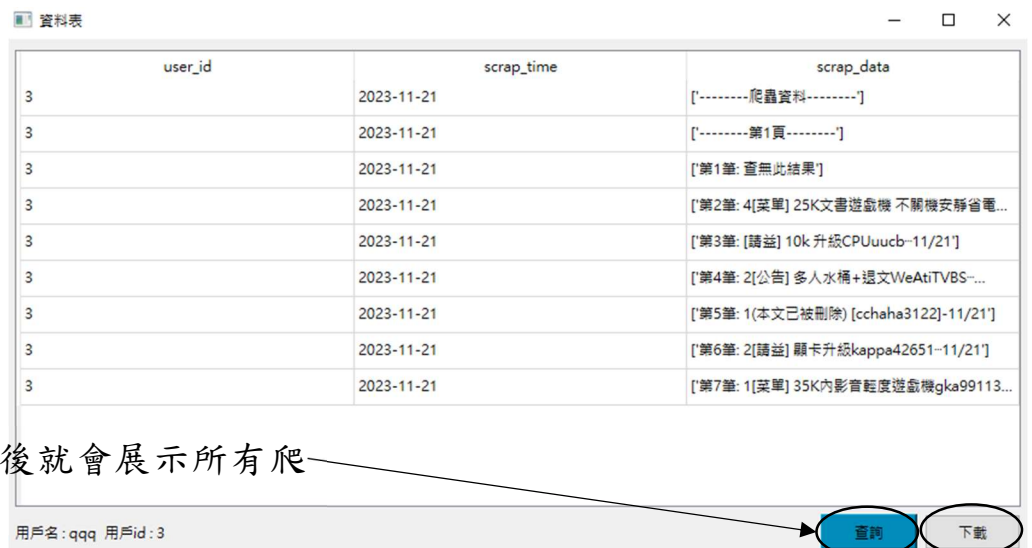 資料表
user_id scrap_time scrap_data
3 2023-11-21 ['--------爬蟲資料--------']
3 2023-11-21 ['--------第1頁--------']
3 2023-11-21 ['第1筆: 查無此結果']
3 2023-11-21 ['第2筆: 4[菜單] 25K文書遊戲機 不關機安靜省電...
3 2023-11-21 ['第3筆: [請益] 10k 升級CPUuucb⋯11/21']
3 2023-11-21 ['第4筆: 2[公告] 多人水桶+退文WeAtiTVBS⋯...
3 2023-11-21 ['第5筆: 1(本文已被刪除) [cchaha3122]-11/21']
3 2023-11-21 ['第6筆: 2[請益] 顯卡升級kappa42651⋯11/21']
3 2023-11-21 ['第7筆: 1[菜單] 35K內影音輕度遊戲機gka99113...
後就會展示所有爬
用戶名 : qqq 用戶id : 3 查詢 下載